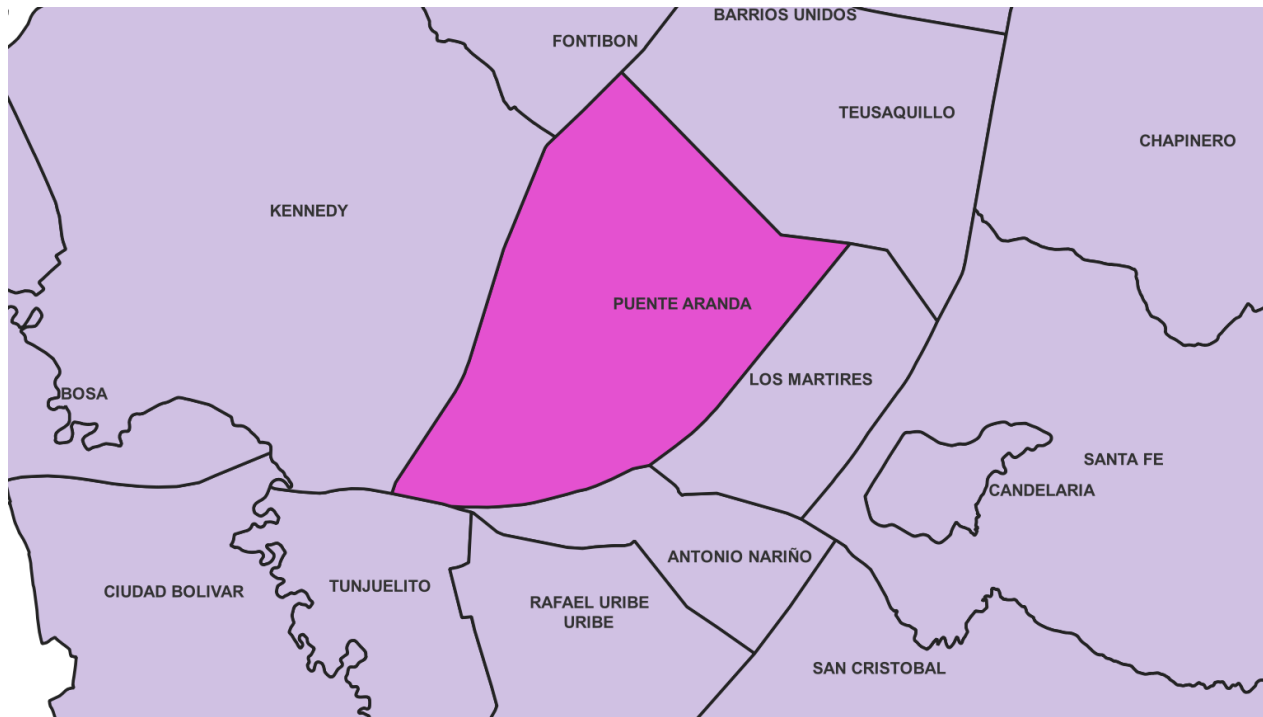 BARRIOS UNIDOS
FONTIBON
TEUSAQUILLO
CHAPINERO
KENNEDY
PUENTE ARANDA
LOS MARTIRES
BOSA
SANTA FE
CANDELARIA
ANTONIO NARIÑO
CIUDAD BOLIVAR
TUNJUELITO
RAFAEL URIBE
URIBE
SAN CRISTOBAL